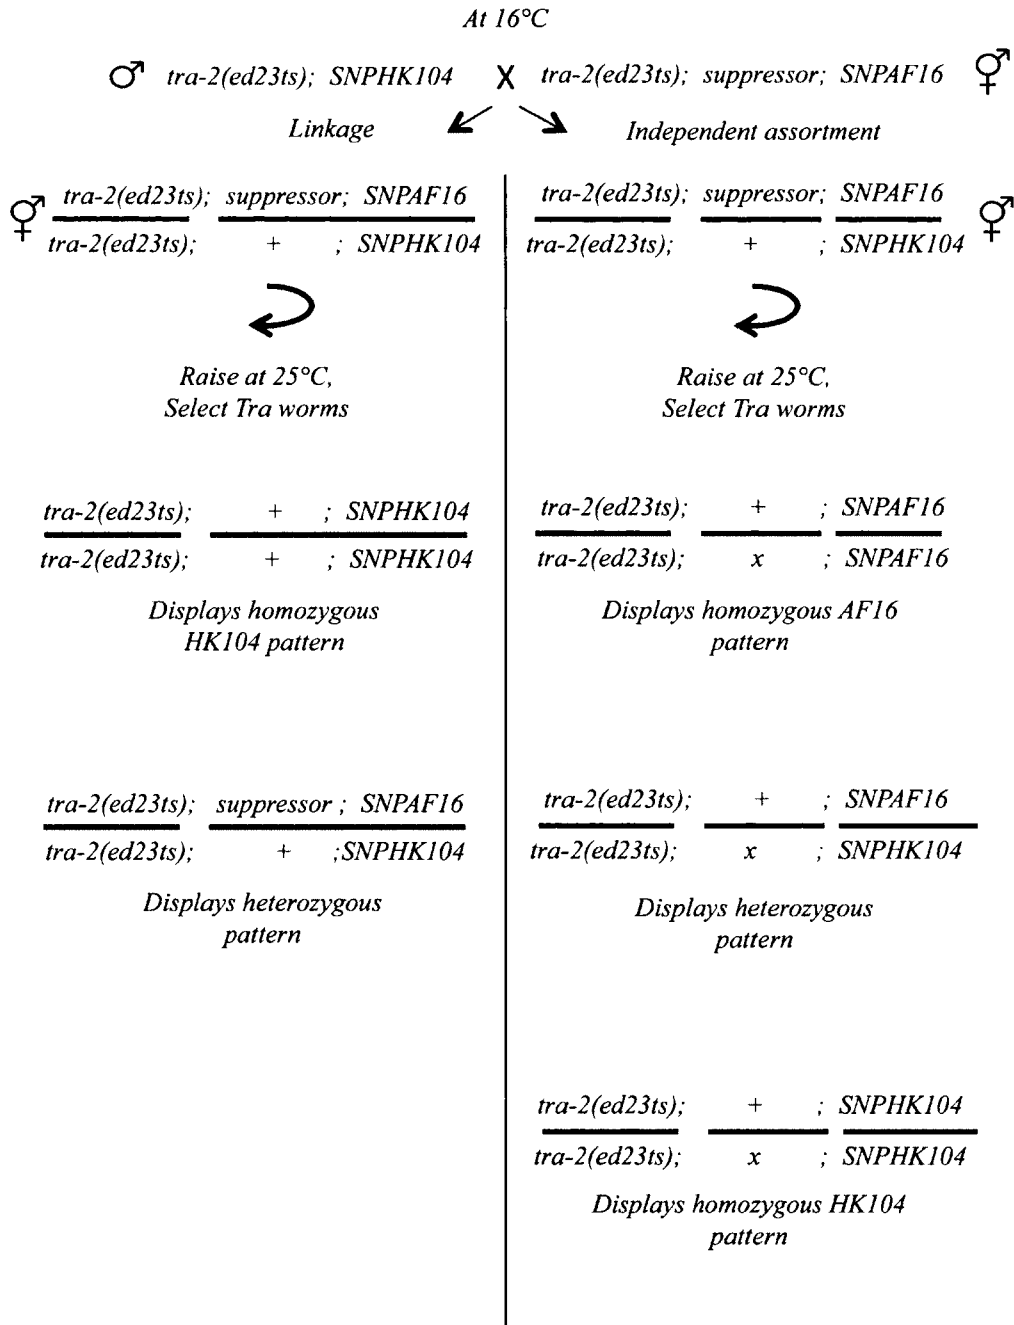 At 16°C
♂ tra-2(ed23ts); SNPHK104 X tra-2(ed23ts); suppressor; SNPAF16 ⚥
Linkage
Independent assortment
tra-2(ed23ts); suppressor; SNPAF16
tra-2(ed23ts); + ; SNPHK104
Raise at 25°C,
Select Tra worms
tra-2(ed23ts); + ; SNPHK104
tra-2(ed23ts); + ; SNPHK104
Displays homozygous
HK104 pattern
tra-2(ed23ts); suppressor ; SNPAF16
tra-2(ed23ts); + ;SNPHK104
Displays heterozygous
pattern
tra-2(ed23ts); suppressor; SNPAF16
tra-2(ed23ts); + ; SNPHK104
Raise at 25°C,
Select Tra worms
tra-2(ed23ts); + ; SNPAF16
tra-2(ed23ts); x ; SNPAF16
Displays homozygous AF16
pattern
tra-2(ed23ts); + ; SNPAF16
tra-2(ed23ts); x ; SNPHK104
Displays heterozygous
pattern
tra-2(ed23ts); + ; SNPHK104
tra-2(ed23ts); x ; SNPHK104
Displays homozygous HK104
pattern